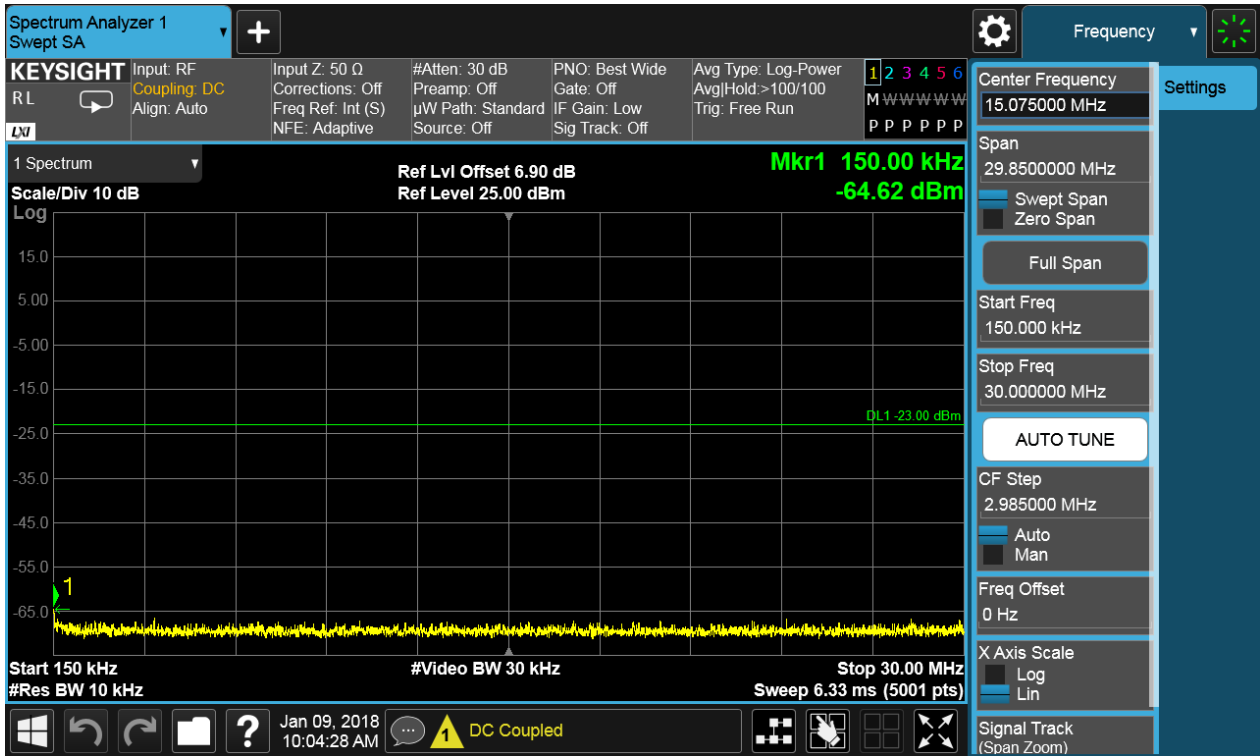 Spectrum Analyzer 1
Swept SA
+
Frequency
KEYSIGHT
R L
LXI
Input: RF
Coupling: DC
Align: Auto
Input Z: 50 Ω
Corrections: Off
Freq Ref: Int (S)
NFE: Adaptive
#Atten: 30 dB
Preamp: Off
µW Path: Standard
Source: Off
PNO: Best Wide
Gate: Off
IF Gain: Low
Sig Track: Off
Avg Type: Log-Power
Avg|Hold:>100/100
Trig: Free Run
1 2 3 4 5 6
M W W W W W
P P P P P P
1 Spectrum
Scale/Div 10 dB
Log
Ref Lvl Offset 6.90 dB
Ref Level 25.00 dBm
Mkr1 150.00 kHz
-64.62 dBm
15.0
5.00
-5.00
-15.0
DL1 -23.00 dBm
-25.0
-35.0
-45.0
-55.0
1
-65.0
Start 150 kHz
#Res BW 10 kHz
#Video BW 30 kHz
Stop 30.00 MHz
Sweep 6.33 ms (5001 pts)
Center Frequency
15.075000 MHz
Span
29.8500000 MHz
Swept Span
Zero Span
Full Span
Start Freq
150.000 kHz
Stop Freq
30.000000 MHz
AUTO TUNE
CF Step
2.985000 MHz
Auto
Man
Freq Offset
0 Hz
X Axis Scale
Log
Lin
Signal Track
(Span Zoom)
Settings
?
Jan 09, 2018
10:04:28 AM
1
DC Coupled